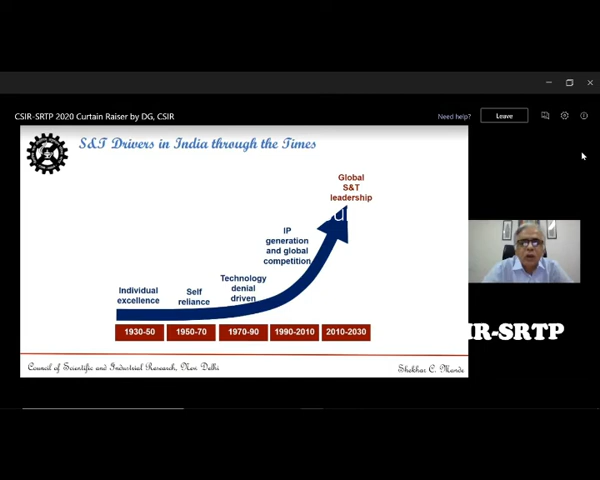 CSIR-SRTP 2020 Curtain Raiser by DG, CSIR
Need help?
Leave
S&T Drivers in India through the Times
Global
S&T
leadership
IP
generation
and global
competition
Technology
denial
driven
Self
reliance
Individual
excellence
1930-50
1950-70
1970-90
1990-2010
2010-2030
IR-SRTP
Council of Scientific and Industrial Research, New Delhi
Shekhar C. Mande